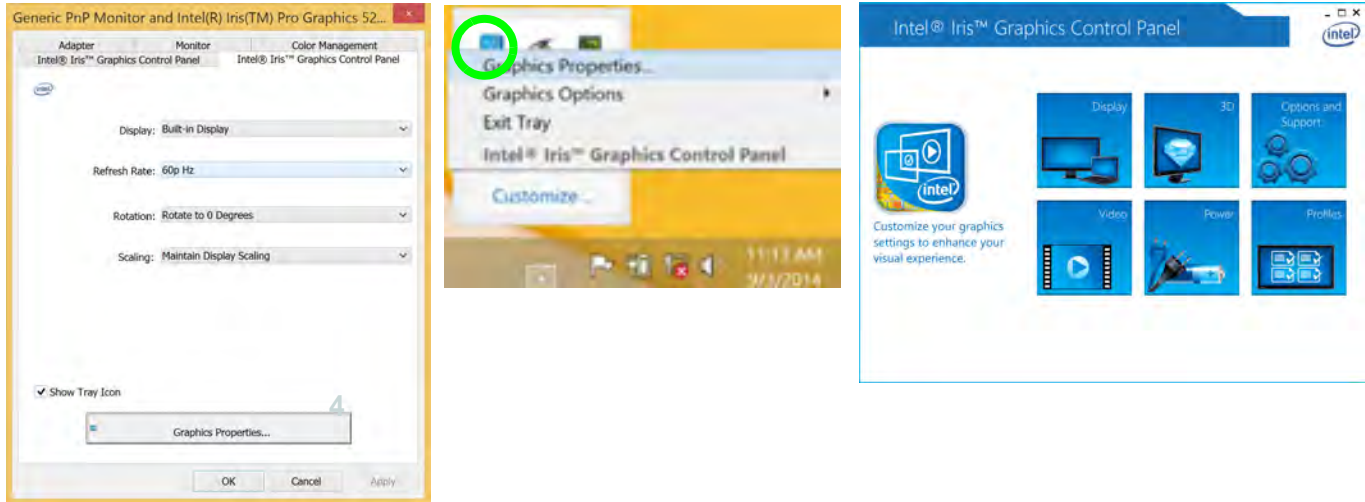 Generic PnP Monitor and Intel(R) Iris(TM) Pro Graphics 52...
Adapter Monitor Color Management
Intel® Iris™ Graphics Control Panel Intel® Iris™ Graphics Control Panel
intel
Display: Built-in Display
Refresh Rate: 60p Hz
Rotation: Rotate to 0 Degrees
Scaling: Maintain Display Scaling
Show Tray Icon
4
Graphics Properties...
OK Cancel Apply
Graphics Properties...
Graphics Options
Exit Tray
Intel® Iris™ Graphics Control Panel
Customize...
11:13 AM
9/3/2014
Intel® Iris™ Graphics Control Panel
intel
Display 3D Options and
Support
intel
Customize your graphics
settings to enhance your
visual experience.
Video Power Profiles